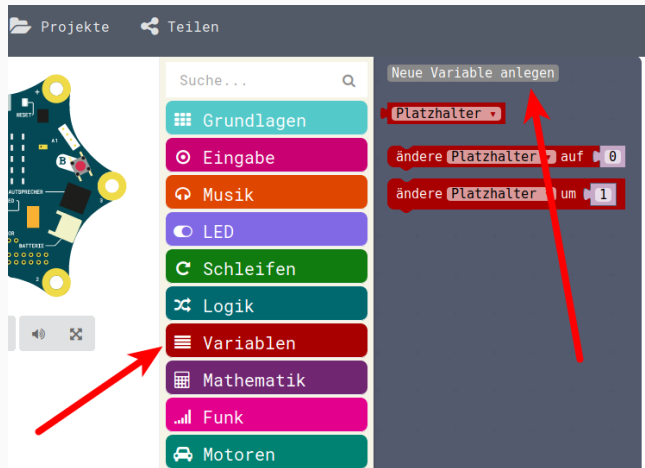 Projekte Teilen
Suche...
Neue Variable anlegen
Grundlagen
Platzhalter
Eingabe
ändere Platzhalter auf 0
Musik
ändere Platzhalter um 1
LED
Schleifen
Logik
Variablen
Mathematik
Funk
Motoren
RESET
A1
B
AUTSPRECHER
BATTERIE